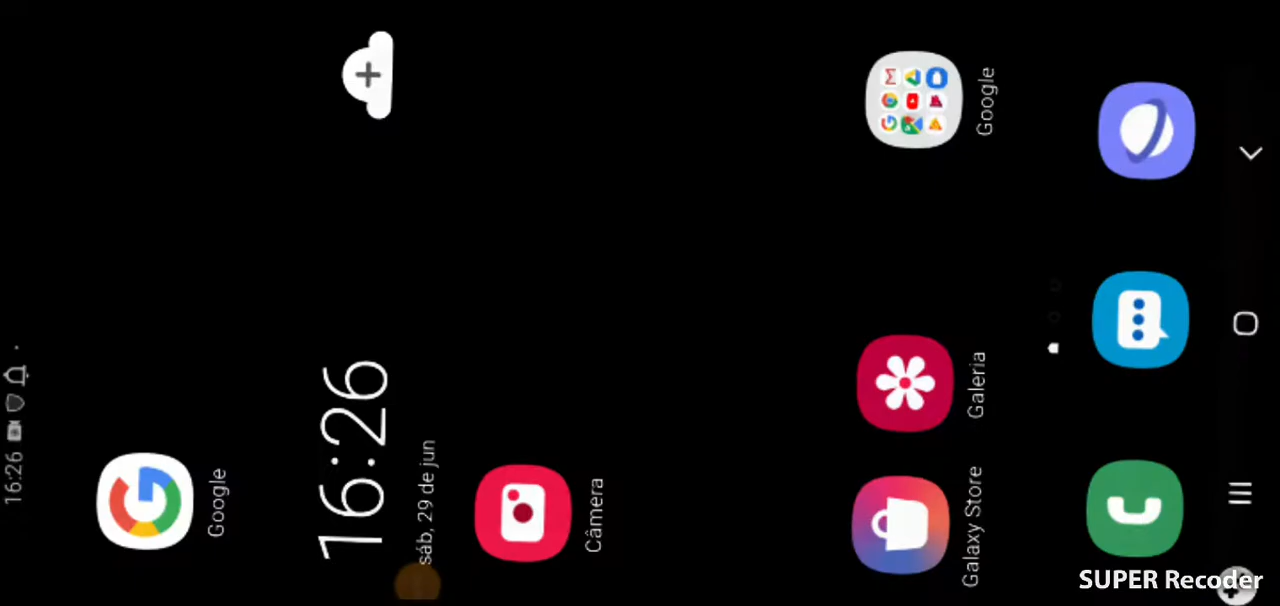 16:26
Google
16:26
sáb, 29 de jun
Câmera
Google
Galeria
Galaxy Store
SUPER Recoder